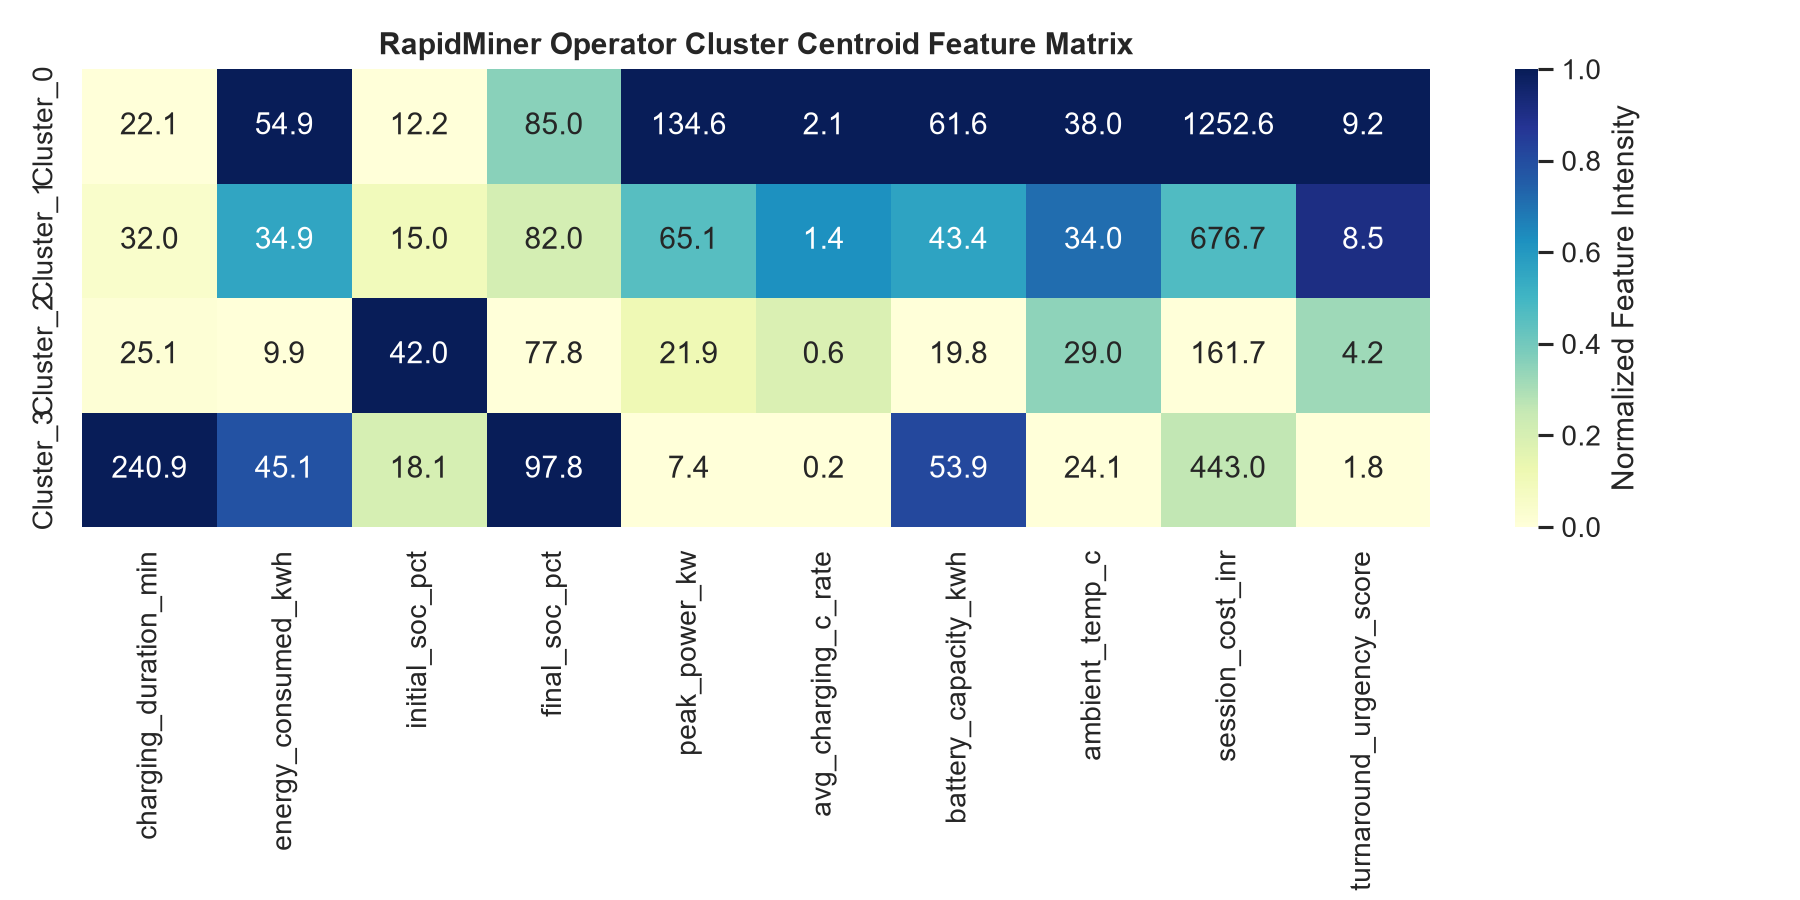 RapidMiner Operator Cluster Centroid Feature Matrix
Cluster_0 22.1 54.9 12.2 85.0 134.6 2.1 61.6 38.0 1252.6 9.2
Cluster_1 32.0 34.9 15.0 82.0 65.1 1.4 43.4 34.0 676.7 8.5
Cluster_2 25.1 9.9 42.0 77.8 21.9 0.6 19.8 29.0 161.7 4.2
Cluster_3 240.9 45.1 18.1 97.8 7.4 0.2 53.9 24.1 443.0 1.8
charging_duration_min
energy_consumed_kwh
initial_soc_pct
final_soc_pct
peak_power_kw
avg_charging_c_rate
battery_capacity_kwh
ambient_temp_c
session_cost_inr
turnaround_urgency_score
1.0
0.8
0.6
0.4
0.2
0.0
Normalized Feature Intensity